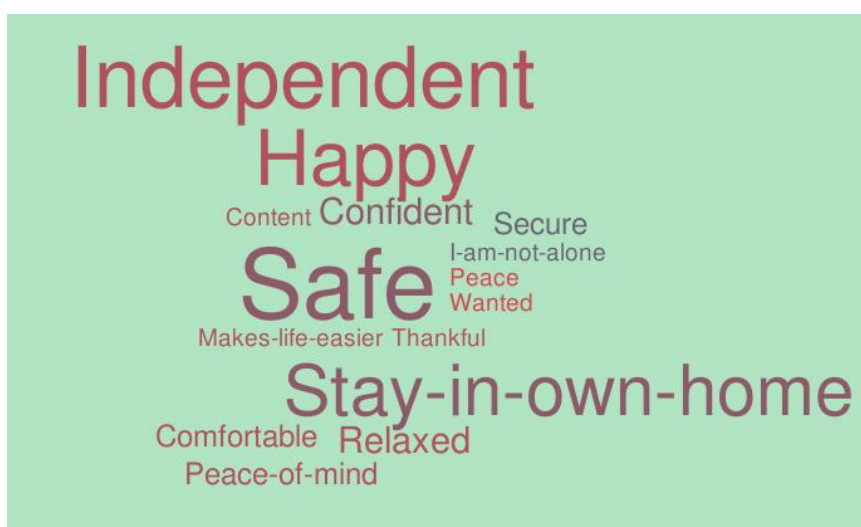 Independent
Happy
Content Confident Secure
I-am-not-alone
Safe Peace
Wanted
Makes-life-easier Thankful
Stay-in-own-home
Comfortable Relaxed
Peace-of-mind